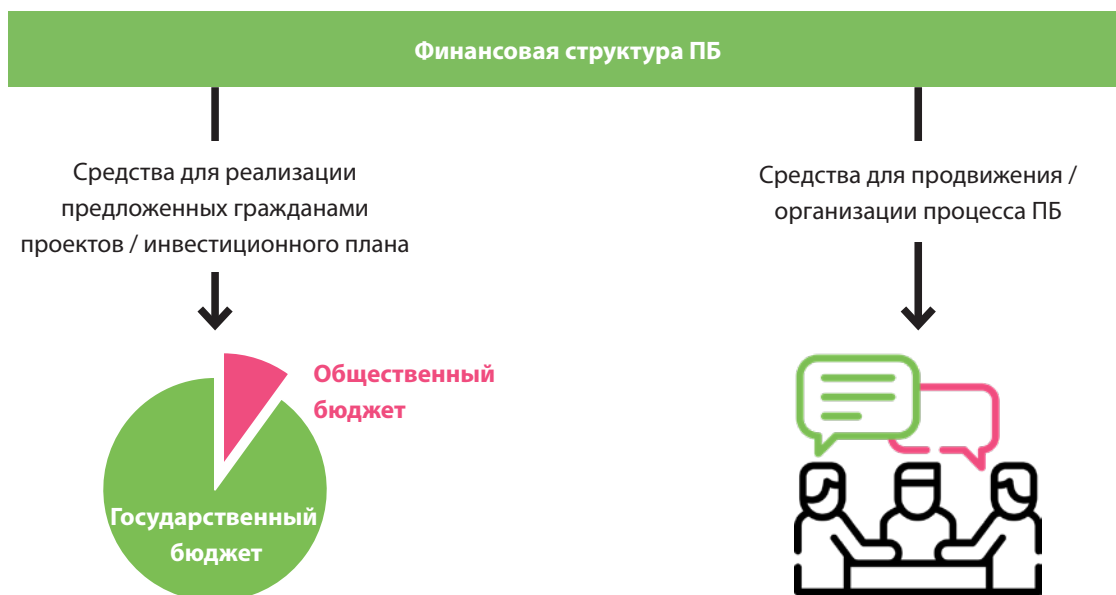 Финансовая структура ПБ
Средства для реализации
предложенных гражданами
проектов / инвестиционного плана
Средства для продвижения /
организации процесса ПБ
Общественный
бюджет
Государственный
бюджет